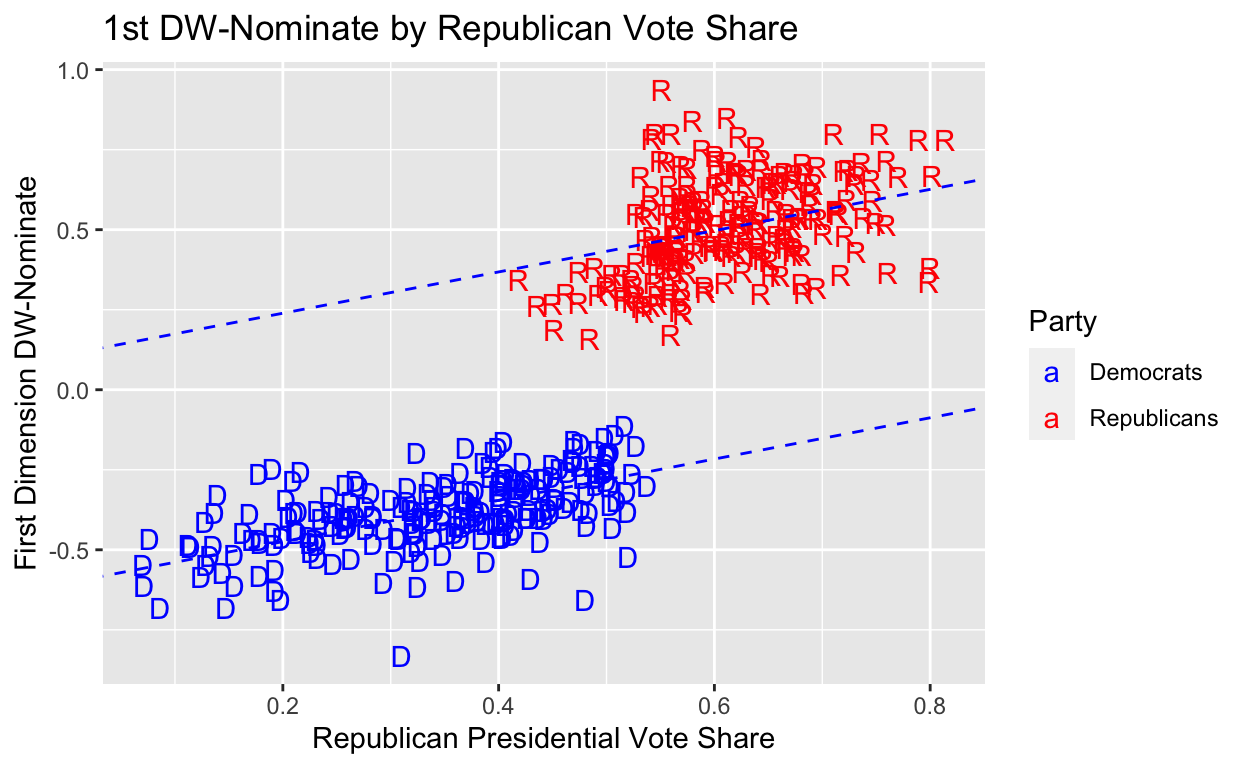 1st DW-Nominate by Republican Vote Share
First Dimension DW-Nominate
1.0
0.5
0.0
-0.5
0.2 0.4 0.6 0.8
Republican Presidential Vote Share
Party
a Democrats
a Republicans